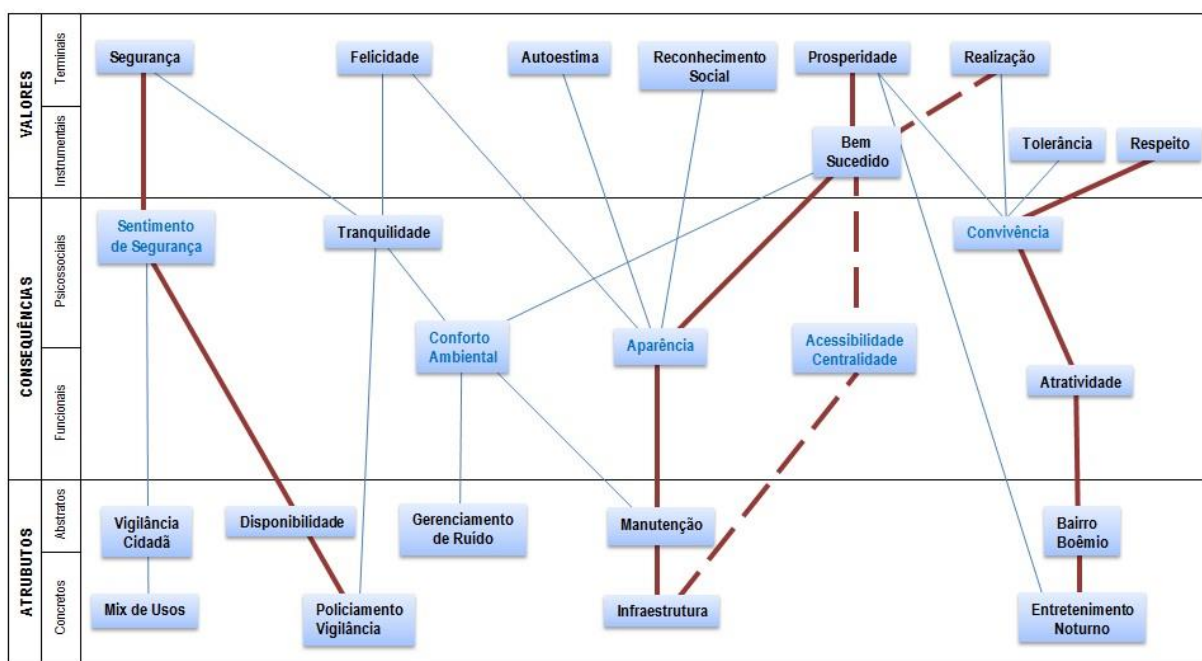 VALORES
Terminais
Segurança
Felicidade
Autoestima
Reconhecimento
Social
Prosperidade
Realização
Instrumentais
Bem
Sucedido
Tolerância
Respeito
CONSEQUÊNCIAS
Psicossociais
Sentimento
de Segurança
Tranquilidade
Convivência
Conforto
Ambiental
Aparência
Acessibilidade
Centralidade
Funcionais
Atratividade
ATRUBUTOS
Abstratos
Vigilância
Cidadã
Disponibilidade
Gerenciamento
de Ruído
Manutenção
Bairro
Boêmio
Concretos
Mix de Usos
Policiamento
Vigilância
Infraestrutura
Entretenimento
Noturno